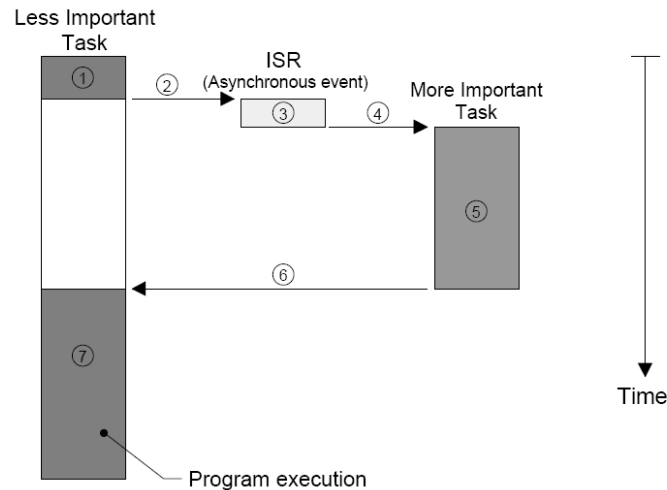 Less Important
Task
ISR
(Asynchronous event)
More Important
Task
①
②
③
④
⑤
⑥
⑦
Time
Program execution